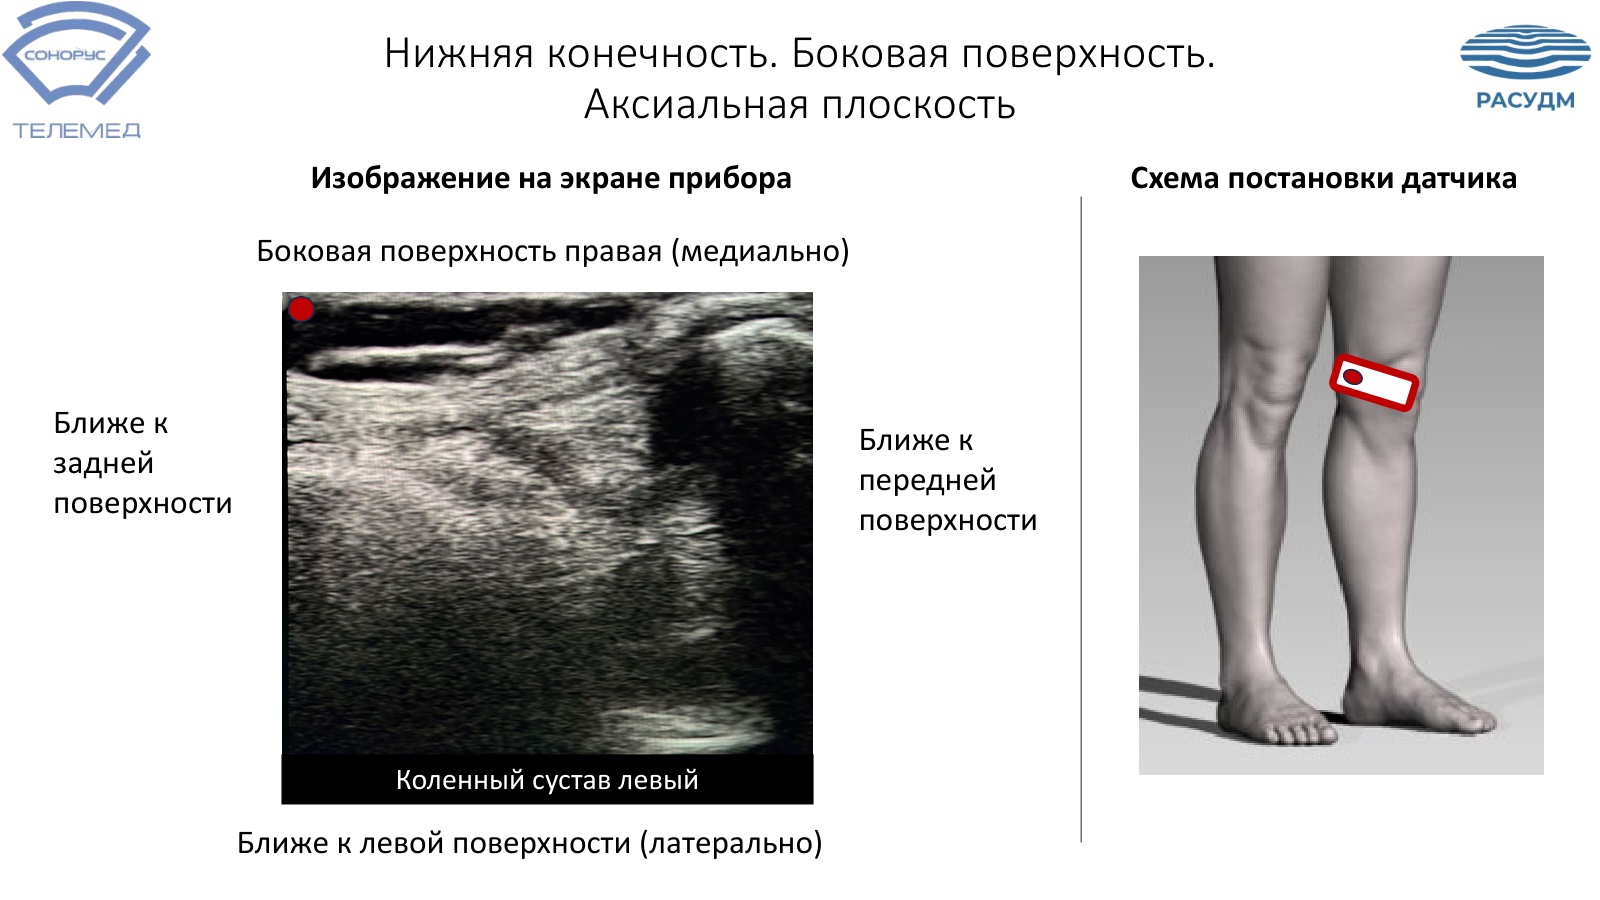 СОНОРУС
ТЕЛЕМЕД
Нижняя конечность. Боковая поверхность.
Аксиальная плоскость
РАСУДМ
Изображение на экране прибора
Схема постановки датчика
Боковая поверхность правая (медиально)
Ближе к
задней
поверхности
Ближе к
передней
поверхности
Коленный сустав левый
Ближе к левой поверхности (латерально)